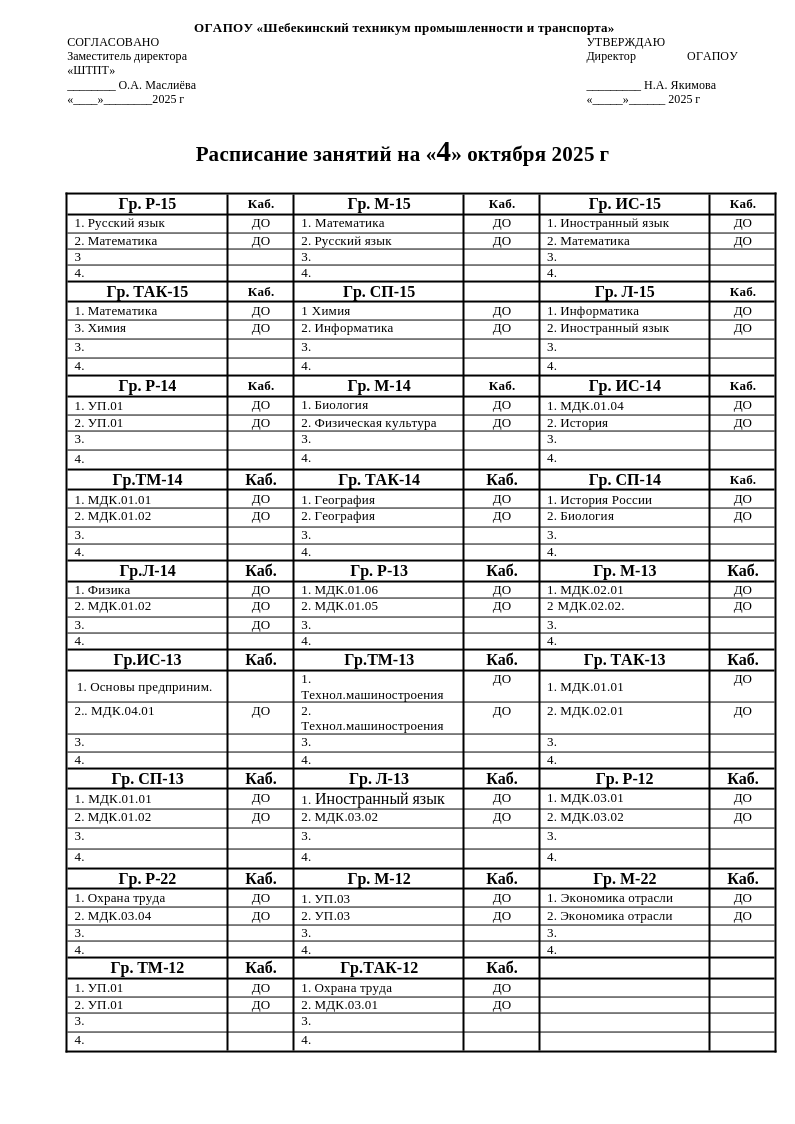 ОГАПОУ «Шебекинский техникум промышленности и транспорта»
СОГЛАСОВАНО УТВЕРЖДАЮ
Заместитель директора Директор ОГАПОУ
«ШТПТ»
________ О.А. Маслиёва _________ Н.А. Якимова
«____»________2025 г «_____»______ 2025 г
Расписание занятий на «4» октября 2025 г
Гр. Р-15 Каб. Гр. М-15 Каб. Гр. ИС-15 Каб.
1. Русский язык ДО 1. Математика ДО 1. Иностранный язык ДО
2. Математика ДО 2. Русский язык ДО 2. Математика ДО
3 3. 3.
4. 4. 4.
Гр. ТАК-15 Каб. Гр. СП-15 Гр. Л-15 Каб.
1. Математика ДО 1 Химия ДО 1. Информатика ДО
3. Химия ДО 2. Информатика ДО 2. Иностранный язык ДО
3. 3. 3.
4. 4. 4.
Гр. Р-14 Каб. Гр. М-14 Каб. Гр. ИС-14 Каб.
1. УП.01 ДО 1. Биология ДО 1. МДК.01.04 ДО
2. УП.01 ДО 2. Физическая культура ДО 2. История ДО
3. 3. 3.
4. 4. 4.
Гр.ТМ-14 Каб. Гр. ТАК-14 Каб. Гр. СП-14 Каб.
1. МДК.01.01 ДО 1. География ДО 1. История России ДО
2. МДК.01.02 ДО 2. География ДО 2. Биология ДО
3. 3. 3.
4. 4. 4.
Гр.Л-14 Каб. Гр. Р-13 Каб. Гр. М-13 Каб.
1. Физика ДО 1. МДК.01.06 ДО 1. МДК.02.01 ДО
2. МДК.01.02 ДО 2. МДК.01.05 ДО 2 МДК.02.02. ДО
3. ДО 3. 3.
4. 4. 4.
Гр.ИС-13 Каб. Гр.ТМ-13 Каб. Гр. ТАК-13 Каб.
1. Основы предприним. 1. ДО 1. МДК.01.01 ДО
Технол.машиностроения
2.. МДК.04.01 ДО 2. ДО 2. МДК.02.01 ДО
Технол.машиностроения
3. 3. 3.
4. 4. 4.
Гр. СП-13 Каб. Гр. Л-13 Каб. Гр. Р-12 Каб.
1. МДК.01.01 ДО 1. Иностранный язык ДО 1. МДК.03.01 ДО
2. МДК.01.02 ДО 2. МДК.03.02 ДО 2. МДК.03.02 ДО
3. 3. 3.
4. 4. 4.
Гр. Р-22 Каб. Гр. М-12 Каб. Гр. М-22 Каб.
1. Охрана труда ДО 1. УП.03 ДО 1. Экономика отрасли ДО
2. МДК.03.04 ДО 2. УП.03 ДО 2. Экономика отрасли ДО
3. 3. 3.
4. 4. 4.
Гр. ТМ-12 Каб. Гр.ТАК-12 Каб.
1. УП.01 ДО 1. Охрана труда ДО
2. УП.01 ДО 2. МДК.03.01 ДО
3. 3.
4. 4.